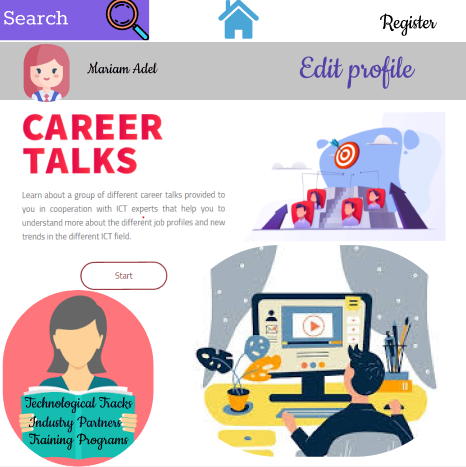 Search
Register
Mariam Adel
Edit profile
CAREER
TALKS
Learn about a group of different career talks provided to
you in cooperation with ICT experts that help you to
understand more about the different job profiles and new
trends in the different ICT field.
Start
Technological Tracks
Industry Partners
Training Programs